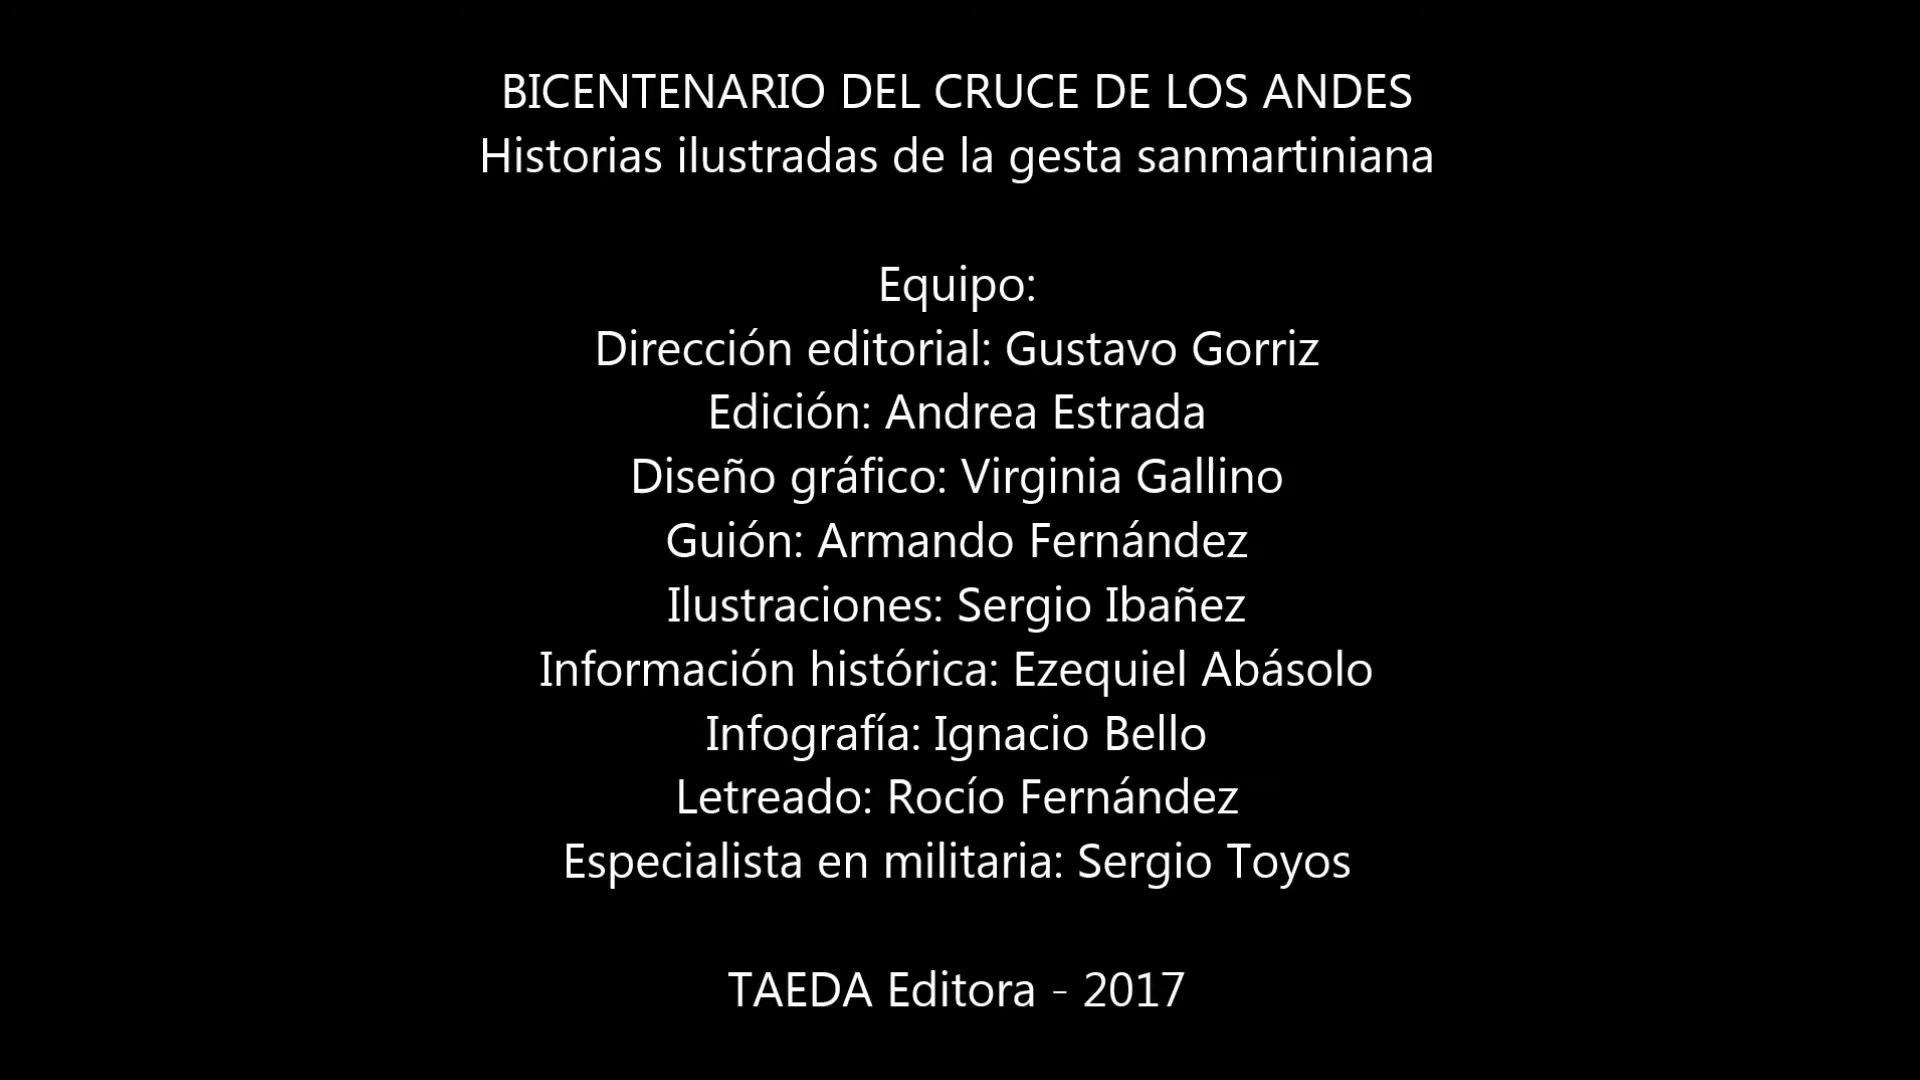 BICENTENARIO DEL CRUCE DE LOS ANDES
Historias ilustradas de la gesta sanmartiniana
Equipo:
Dirección editorial: Gustavo Gorriz
Edición: Andrea Estrada
Diseño gráfico: Virginia Gallino
Guión: Armando Fernández
Ilustraciones: Sergio Ibañez
Información histórica: Ezequiel Abásolo
Infografía: Ignacio Bello
Letreado: Rocío Fernández
Especialista en militaria: Sergio Toyos
TAEDA Editora - 2017